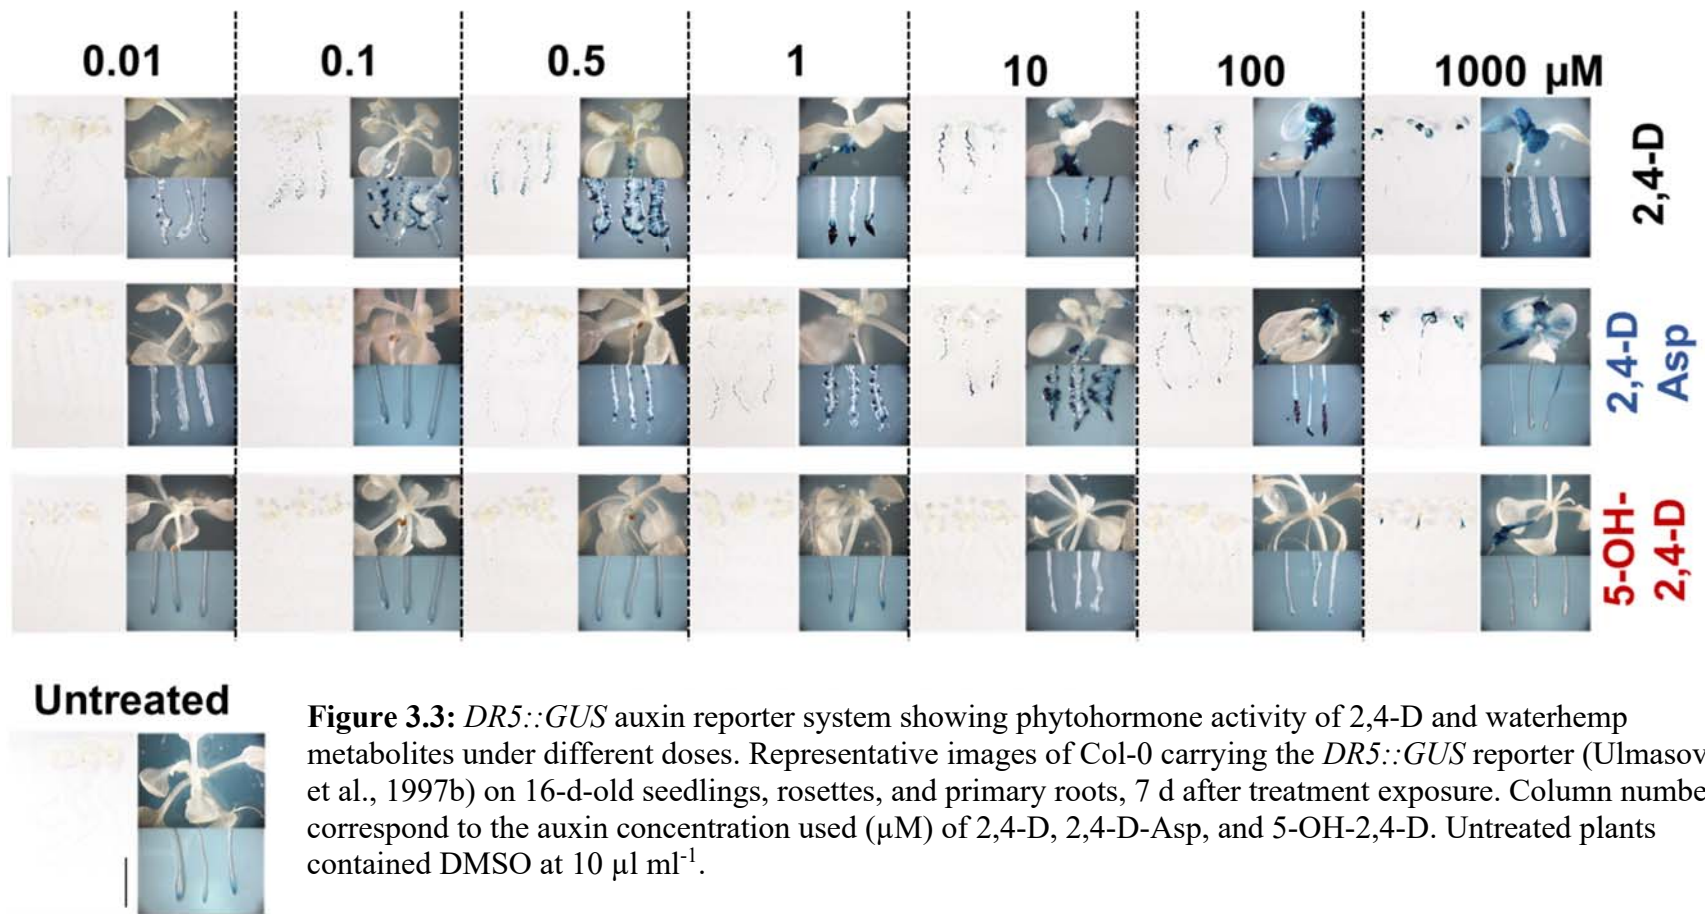 0.01 0.1 0.5 1 10 100 1000 µM
2,4-D
2,4-D
Asp
5-OH-
2,4-D
Untreated
Figure 3.3: DR5::GUS auxin reporter system showing phytohormone activity of 2,4-D and waterhemp
metabolites under different doses. Representative images of Col-0 carrying the DR5::GUS reporter (Ulmasov
et al., 1997b) on 16-d-old seedlings, rosettes, and primary roots, 7 d after treatment exposure. Column numbe
correspond to the auxin concentration used (µM) of 2,4-D, 2,4-D-Asp, and 5-OH-2,4-D. Untreated plants
contained DMSO at 10 µl ml-1.